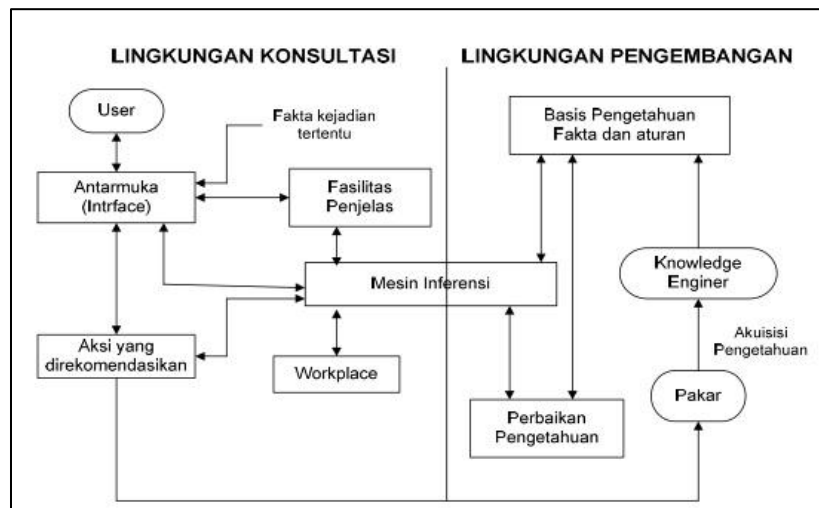 LINGKUNGAN KONSULTASI
LINGKUNGAN PENGEMBANGAN
User
Fakta kejadian
tertentu
Antarmuka
(Intrface)
Fasilitas
Penjelas
Mesin Inferensi
Aksi yang
direkomendasikan
Workplace
Basis Pengetahuan
Fakta dan aturan
Knowledge
Enginer
Akuisisi
Pengetahuan
Pakar
Perbaikan
Pengetahuan